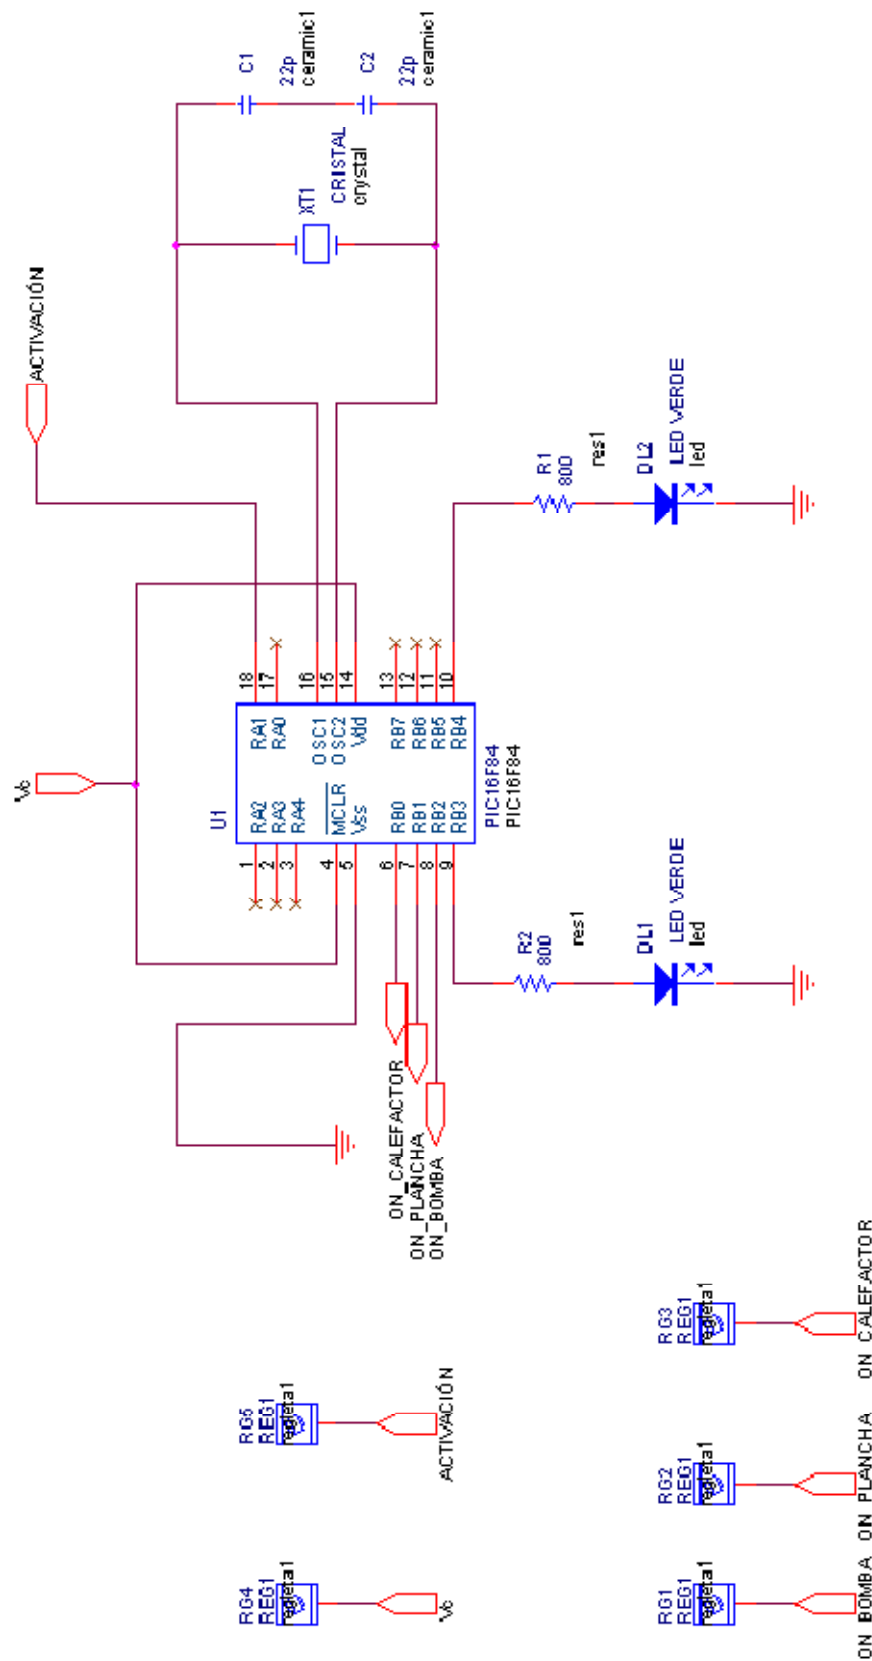 C1
22p
ceramic1
C2
22p
ceramic1
XT1
CRISTAL
crystal
ACTIVACIÓN
R1
800
res1
DL2
LED VERDE
led
U1
18
17
16
15
14
13
12
11
10
RA1
RA0
OSC1
OSC2
Vdd
RB7
RB6
RB5
RB4
RA2
RA3
RA4
MCLR
Vss
RB0
RB1
RB2
RB3
1
2
3
4
5
6
7
8
9
PIC16F84
PIC16F84
R2
800
res1
DL1
LED VERDE
led
ON_CALEFACTOR
ON_PLANCHA
ON_BOMBA
RG5
REG1
regleta1
ACTIVACIÓN
RG4
REG1
regleta1
RG3
REG1
regleta1
ON CALEFACTOR
RG2
REG1
regleta1
ON PLANCHA
RG1
REG1
regleta1
ON BOMBA